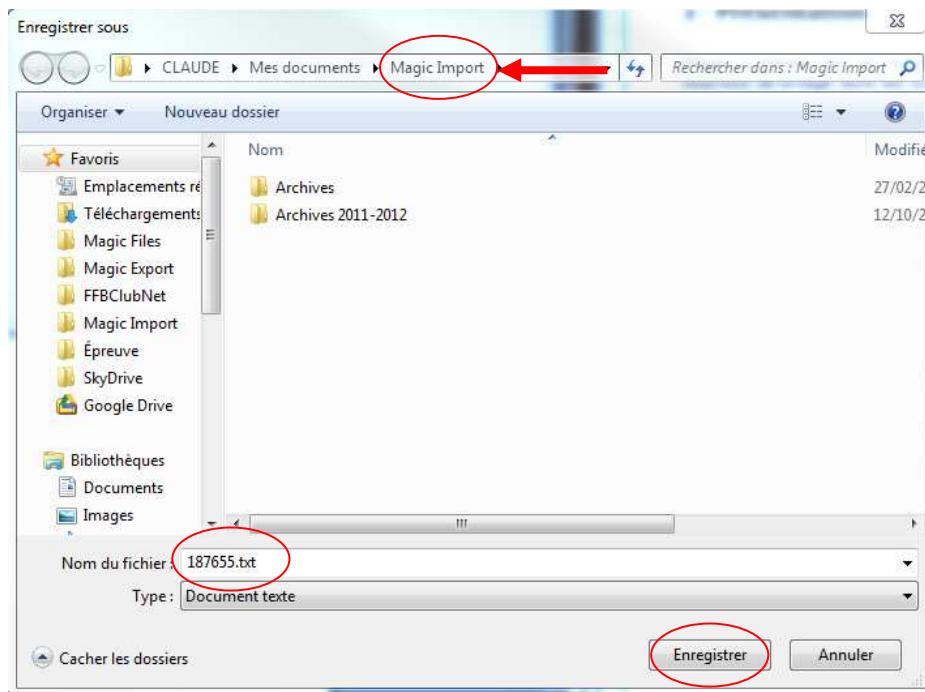 Enregistrer sous
CLAUDE Mes documents Magic Import
Rechercher dans : Magic Import
Organiser Nouveau dossier
Favoris
Emplacements ré
Téléchargements
Magic Files
Magic Export
FFBClubNet
Magic Import
Épreuve
SkyDrive
Google Drive
Bibliothèques
Documents
Images
Nom Modifié
Archives 27/02/2
Archives 2011-2012 12/10/2
Nom du fichier : 187655.txt
Type : Document texte
Cacher les dossiers
Enregistrer Annuler